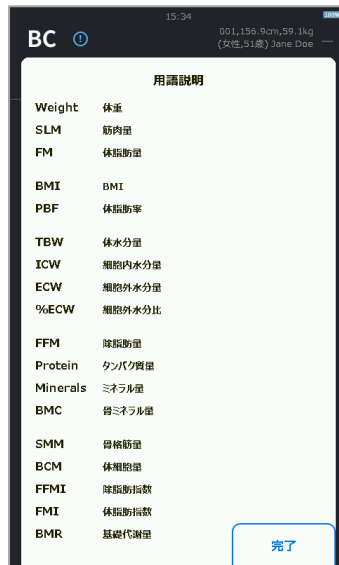 15:34
100%
BC
001,156.9cm,59.1kg
(女性,51歳) Jane Doe
用語説明
Weight 体重
SLM 筋肉量
FM 体脂肪量
BMI BMI
PBF 体脂肪率
TBW 体水分量
ICW 細胞内水分量
ECW 細胞外水分量
%ECW 細胞外水分比
FFM 除脂肪量
Protein タンパク質量
Minerals ミネラル量
BMC 骨ミネラル量
SMM 骨格筋量
BCM 体細胞量
FFMI 除脂肪指数
FMI 体脂肪指数
BMR 基礎代謝量
完了